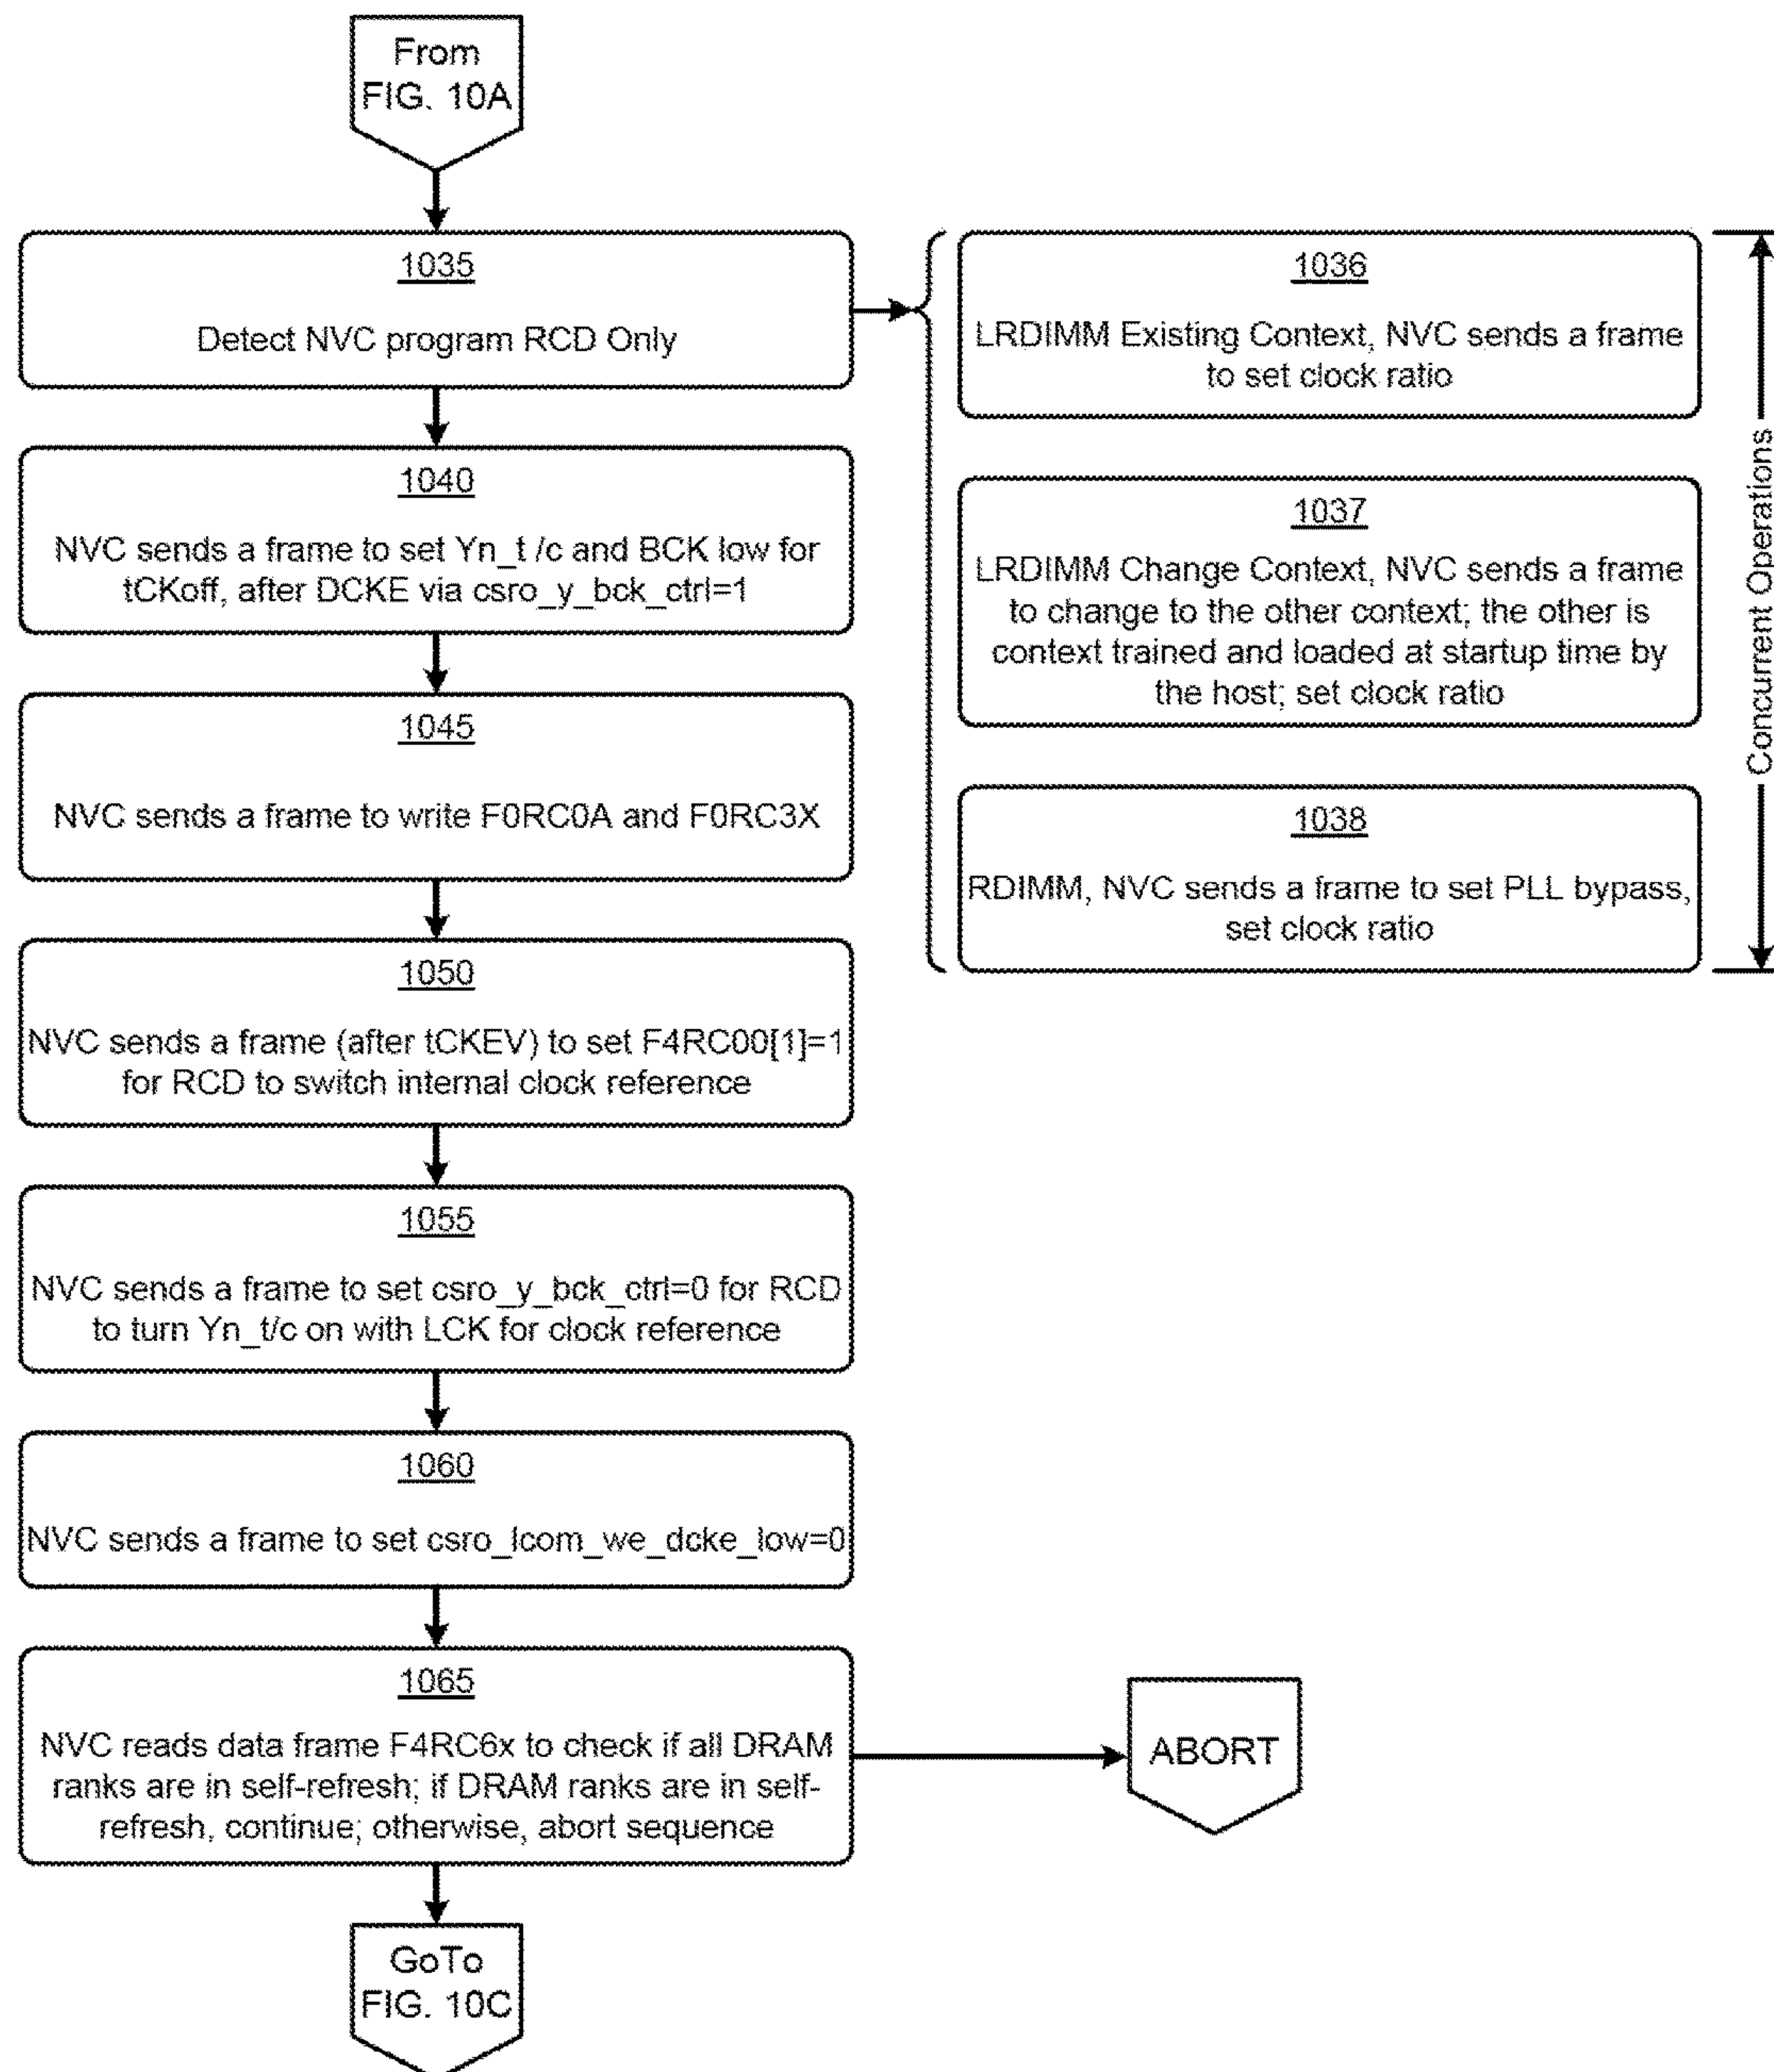 From
FIG. 10A
1035
Detect NVC program RCD Only
1036
LRDIMM Existing Context, NVC sends a frame
to set clock ratio
1037
LRDIMM Change Context, NVC sends a frame
to change to the other context; the other is
context trained and loaded at startup time by
the host; set clock ratio
1038
RDIMM, NVC sends a frame to set PLL bypass,
set clock ratio
Concurrent Operations
1040
NVC sends a frame to set Yn_t /c and BCK low for
tCKoff, after DCKE via csro_y_bck_ctrl=1
1045
NVC sends a frame to write F0RC0A and F0RC3X
1050
NVC sends a frame (after tCKEV) to set F4RC00[1]=1
for RCD to switch internal clock reference
1055
NVC sends a frame to set csro_y_bck_ctrl=0 for RCD
to turn Yn_t/c on with LCK for clock reference
1060
NVC sends a frame to set csro_lcom_we_dcke_low=0
1065
NVC reads data frame F4RC6x to check if all DRAM
ranks are in self-refresh; if DRAM ranks are in self-
refresh, continue; otherwise, abort sequence
ABORT
GoTo
FIG. 10C